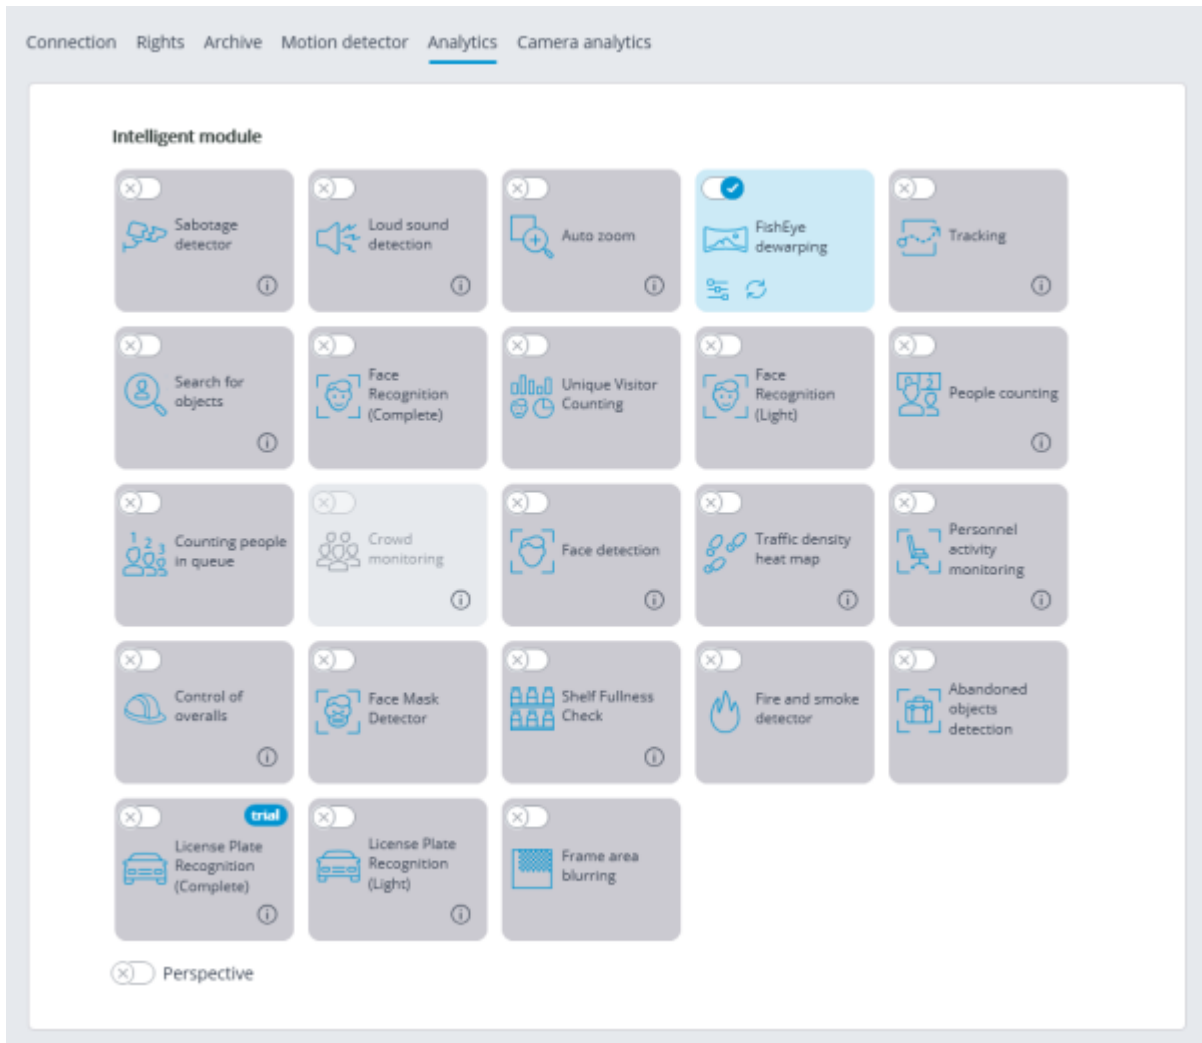 Connection Rights Archive Motion detector Analytics Camera analytics
Intelligent module
Sabotage
detector
Loud sound
detection
Auto zoom
FishEye
dewarping
Tracking
Search for
objects
Face
Recognition
(Complete)
Unique Visitor
Counting
Face
Recognition
(Light)
People counting
1 2 3
Counting people
in queue
Crowd
monitoring
Face detection
Traffic density
heat map
Personnel
activity
monitoring
Control of
overalls
Face Mask
Detector
Shelf Fullness
Check
Fire and smoke
detector
Abandoned
objects
detection
trial
License Plate
Recognition
(Complete)
License Plate
Recognition
(Light)
Frame area
blurring
Perspective